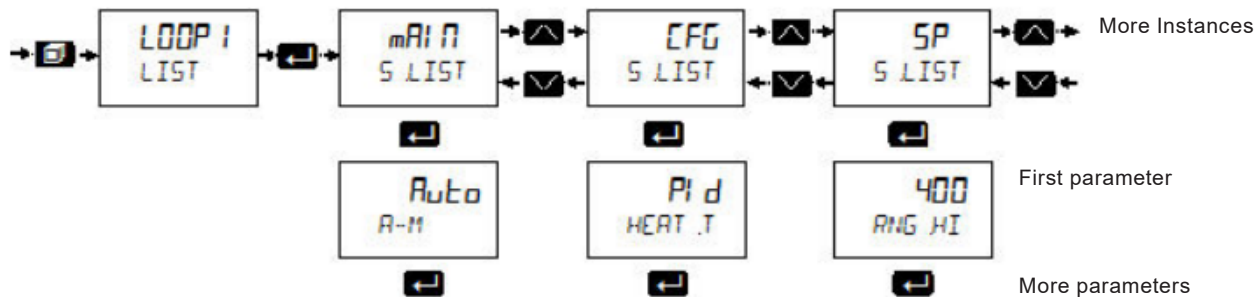 LOOP 1
LIST
mAIN
S.LIST
CFG
S.LIST
SP
S.LIST
More Instances
Auto
A-M
PId
HEAT.T
400
RNG.HI
First parameter
More parameters